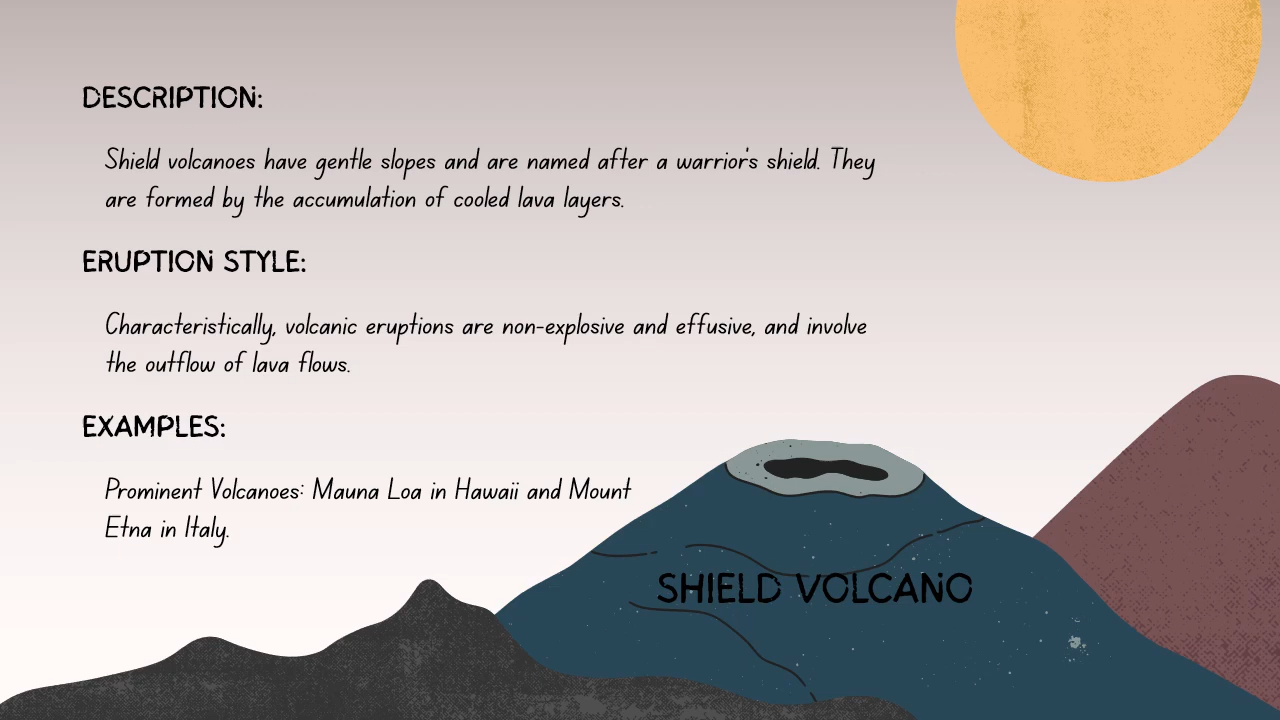 DESCRIPTION:
Shield volcanoes have gentle slopes and are named after a warrior's shield. They
are formed by the accumulation of cooled lava layers.
ERUPTION STYLE:
Characteristically, volcanic eruptions are non-explosive and effusive, and involve
the outflow of lava flows.
EXAMPLES:
Prominent Volcanoes: Mauna Loa in Hawaii and Mount
Etna in Italy.
SHIELD VOLCANO